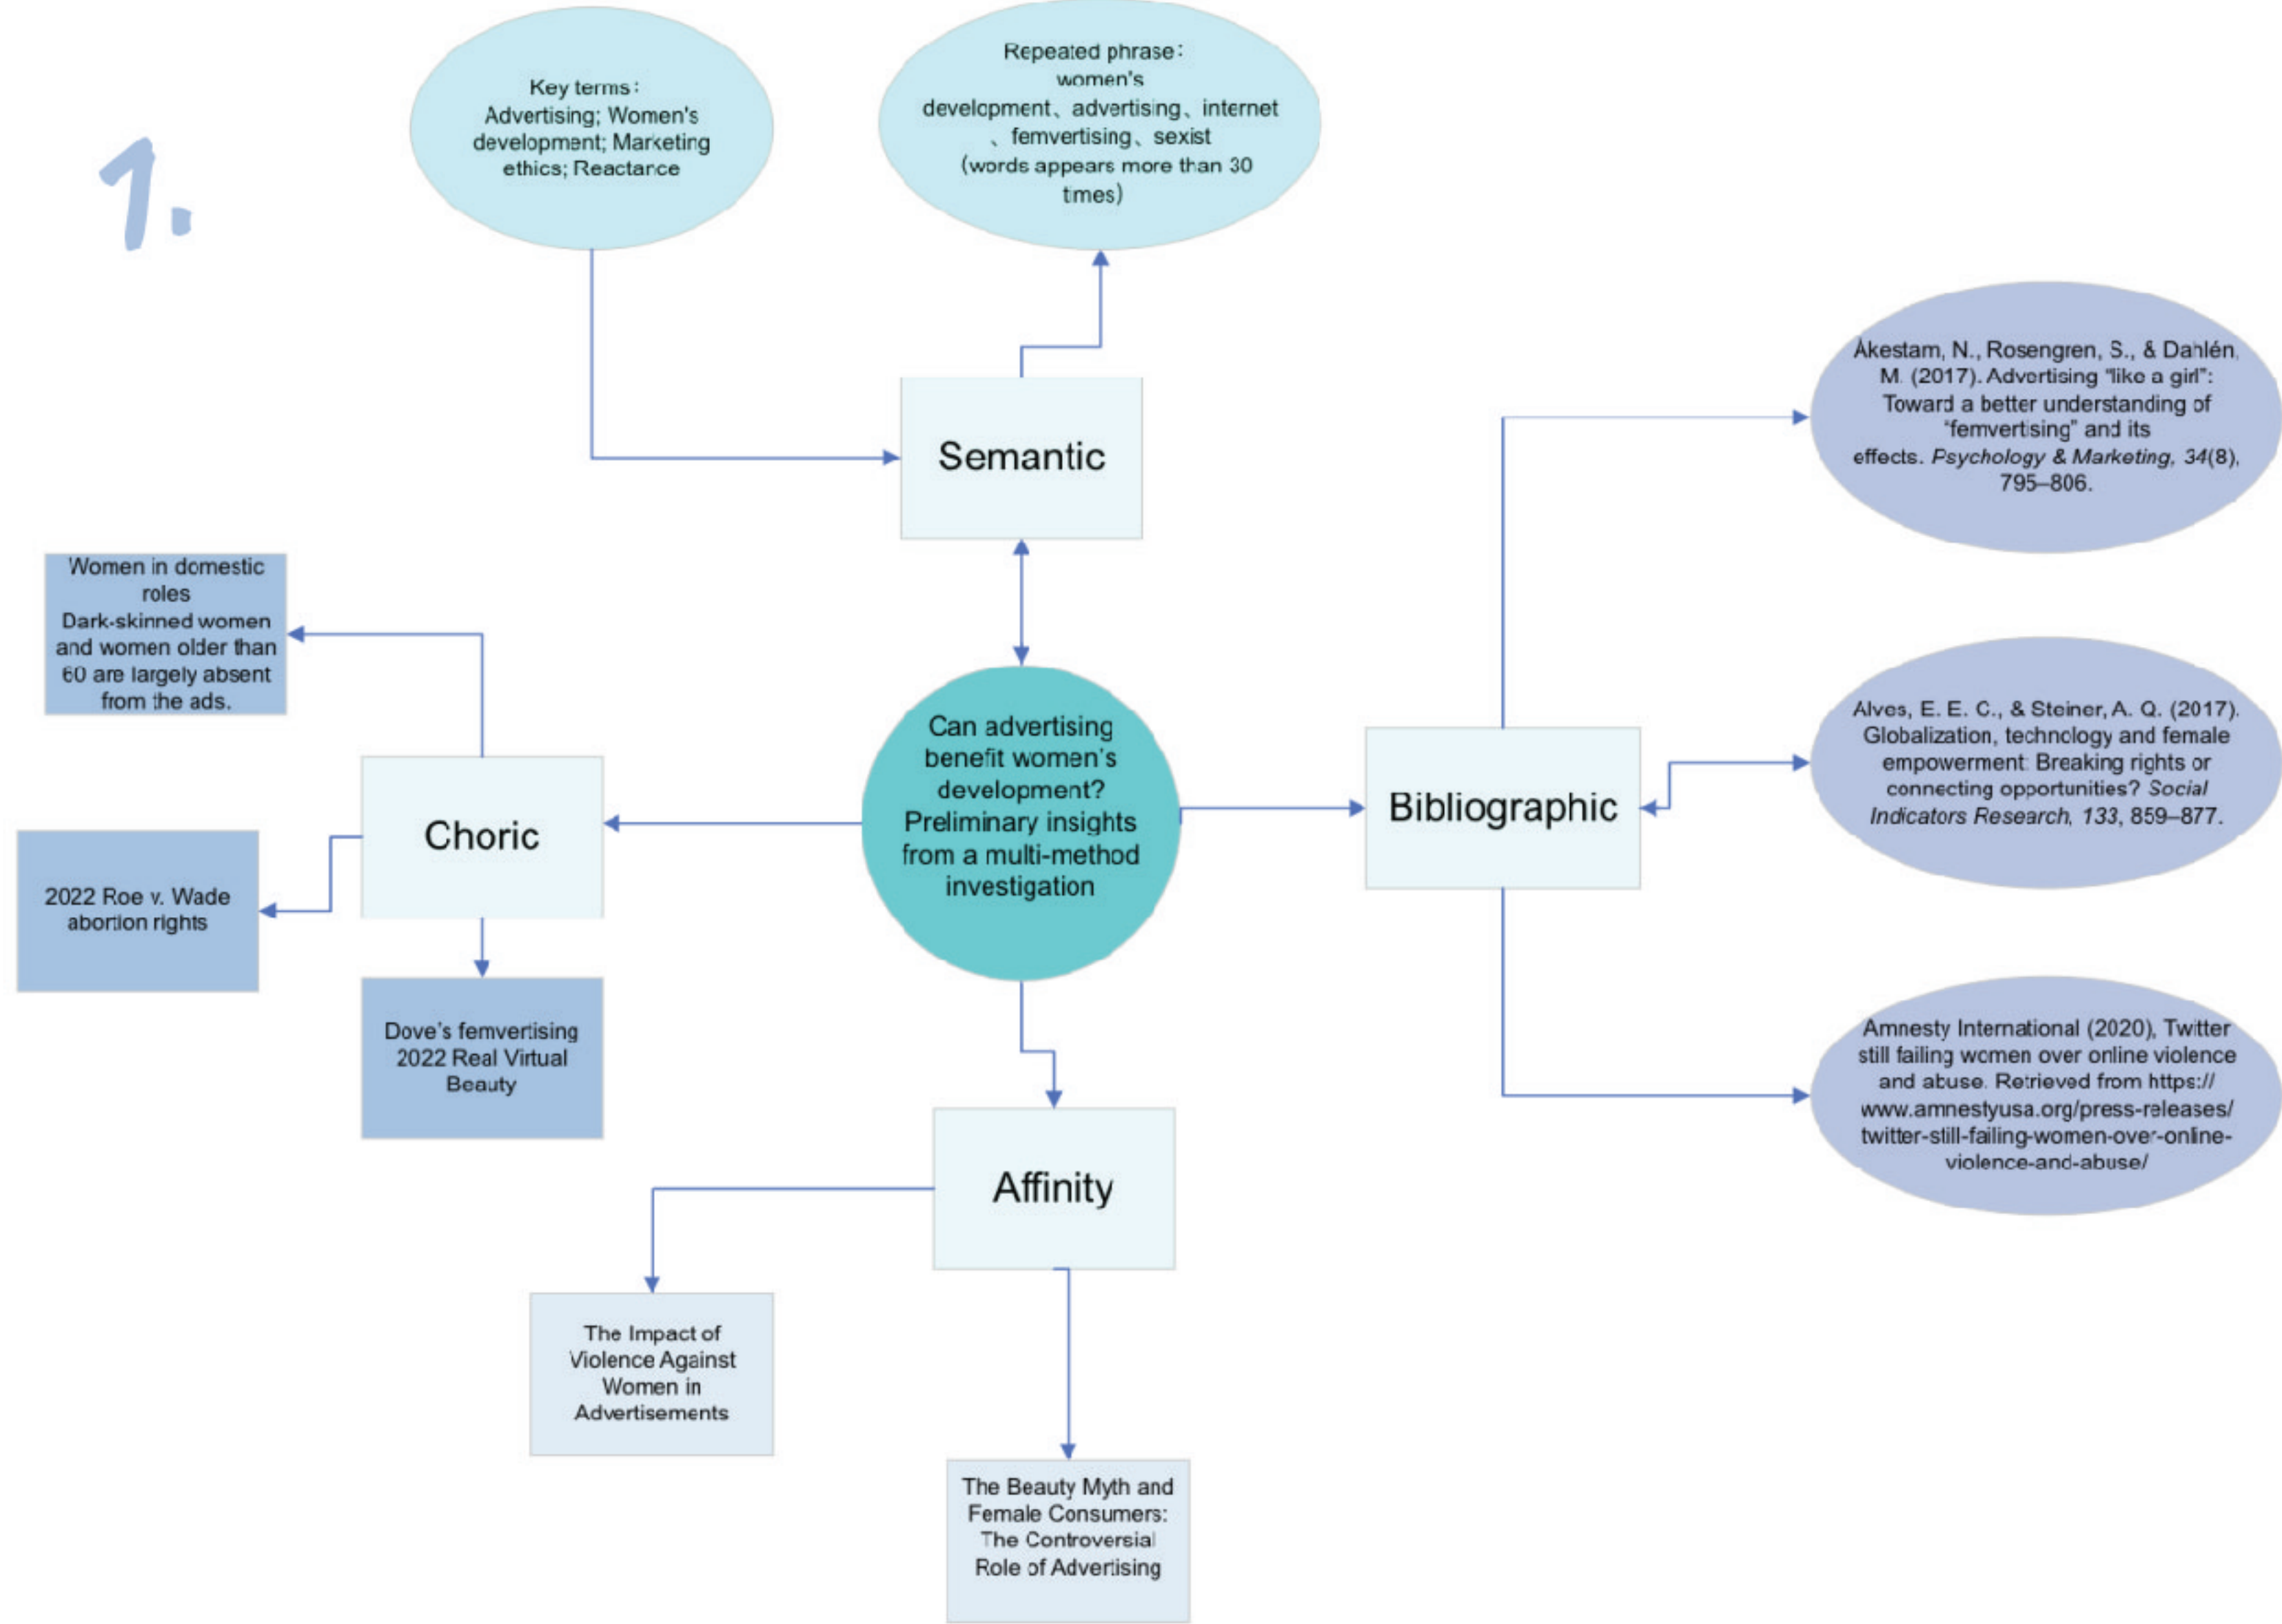 1.
Key terms：
Advertising; Women's
development; Marketing
ethics; Reactance
Repeated phrase：
women's
development、advertising、internet
、femvertising、sexist
（words appears more than 30
times）
Semantic
Åkestam, N., Rosengren, S., & Dahlén,
M. (2017). Advertising “like a girl”:
Toward a better understanding of
“femvertising” and its
effects. Psychology & Marketing, 34(8),
795–806.
Women in domestic
roles
Dark-skinned women
and women older than
60 are largely absent
from the ads.
Can advertising
benefit women’s
development?
Preliminary insights
from a multi-method
investigation
Choric
Bibliographic
Alves, E. E. C., & Steiner, A. Q. (2017).
Globalization, technology and female
empowerment: Breaking rights or
connecting opportunities? Social
Indicators Research, 133, 859–877.
2022 Roe v. Wade
abortion rights
Dove’s femvertising
2022 Real Virtual
Beauty
Amnesty International (2020), Twitter
still failing women over online violence
and abuse. Retrieved from https://
www.amnestyusa.org/press-releases/
twitter-still-failing-women-over-online-
violence-and-abuse/
Affinity
The Impact of
Violence Against
Women in
Advertisements
The Beauty Myth and
Female Consumers:
The Controversial
Role of Advertising